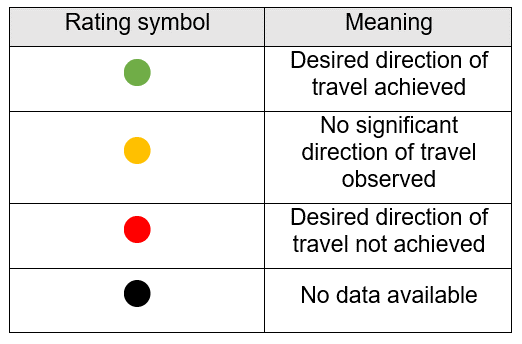 Rating symbol
Meaning
Desired direction of
travel achieved
No significant
direction of travel
observed
Desired direction of
travel not achieved
No data available